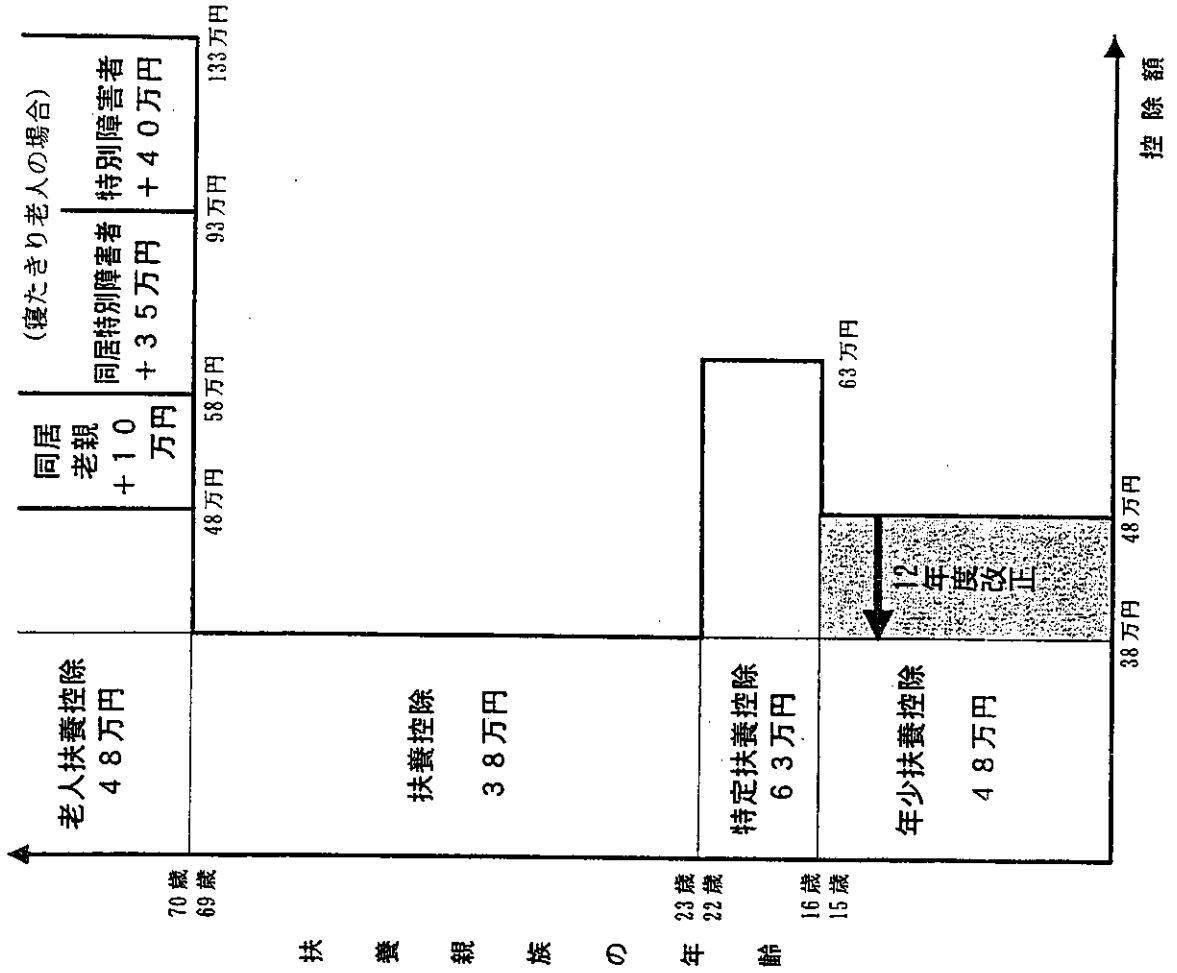 (寝たきり老人の場合)
老人扶養控除
48万円
同居
老親
+10
万円
同居特別障害者
+35万円
特別障害者
+40万円
70歳
69歳
48万円
58万円
93万円
133万円
扶養控除
38万円
23歳
22歳
特定扶養控除
63万円
16歳
15歳
63万円
年少扶養控除
48万円
12年度改正
38万円
48万円
控除額
扶養親族の年齢